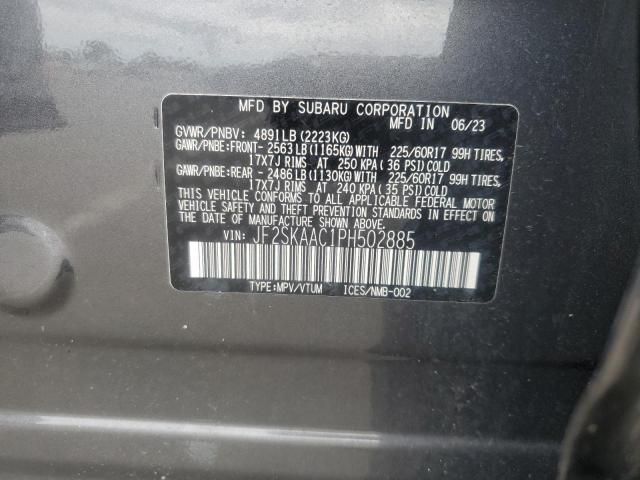 MFD BY SUBARU CORPORATION
MFD IN 06/23
GVWR/PNBV: 4891LB (2223KG)
GAWR/PNBE:FRONT- 2563LB(1165KG)WITH 225/60R17 99H TIRES,
17X7J RIMS AT 250 KPA(36 PSI)COLD
GAWR/PNBE:REAR - 2486LB(1130KG)WITH 225/60R17 99H TIRES,
17X7J RIMS AT 240 KPA(35 PSI)COLD
THIS VEHICLE CONFORMS TO ALL APPLICABLE FEDERAL MOTOR
VEHICLE SAFETY AND THEFT PREVENTION STANDARDS IN EFFECT
ON THE DATE OF MANUFACTURE SHOWN ABOVE.
VIN: JF2SKAAC1PH502885
TYPE:MPV/VTUM ICES/NMB-002